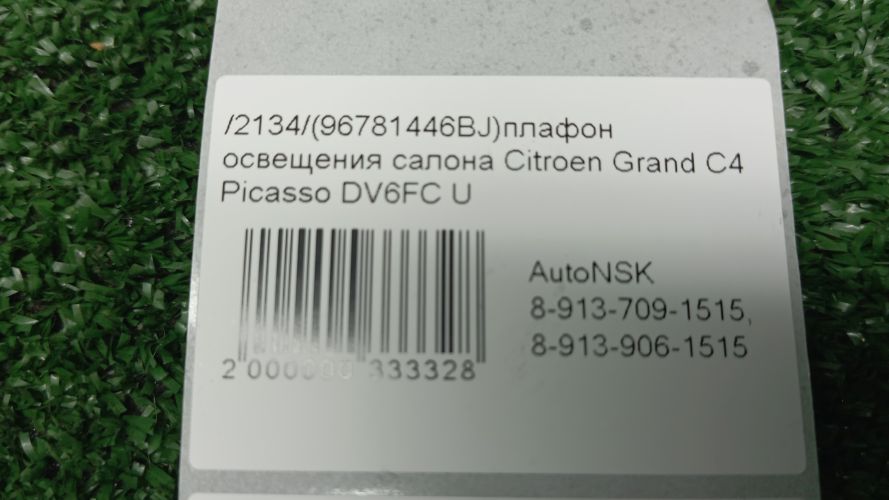 /2134/(96781446BJ)плафон
освещения салона Citroen Grand C4
Picasso DV6FC U
AutoNSK
8-913-709-1515,
8-913-906-1515
2 000000 333328